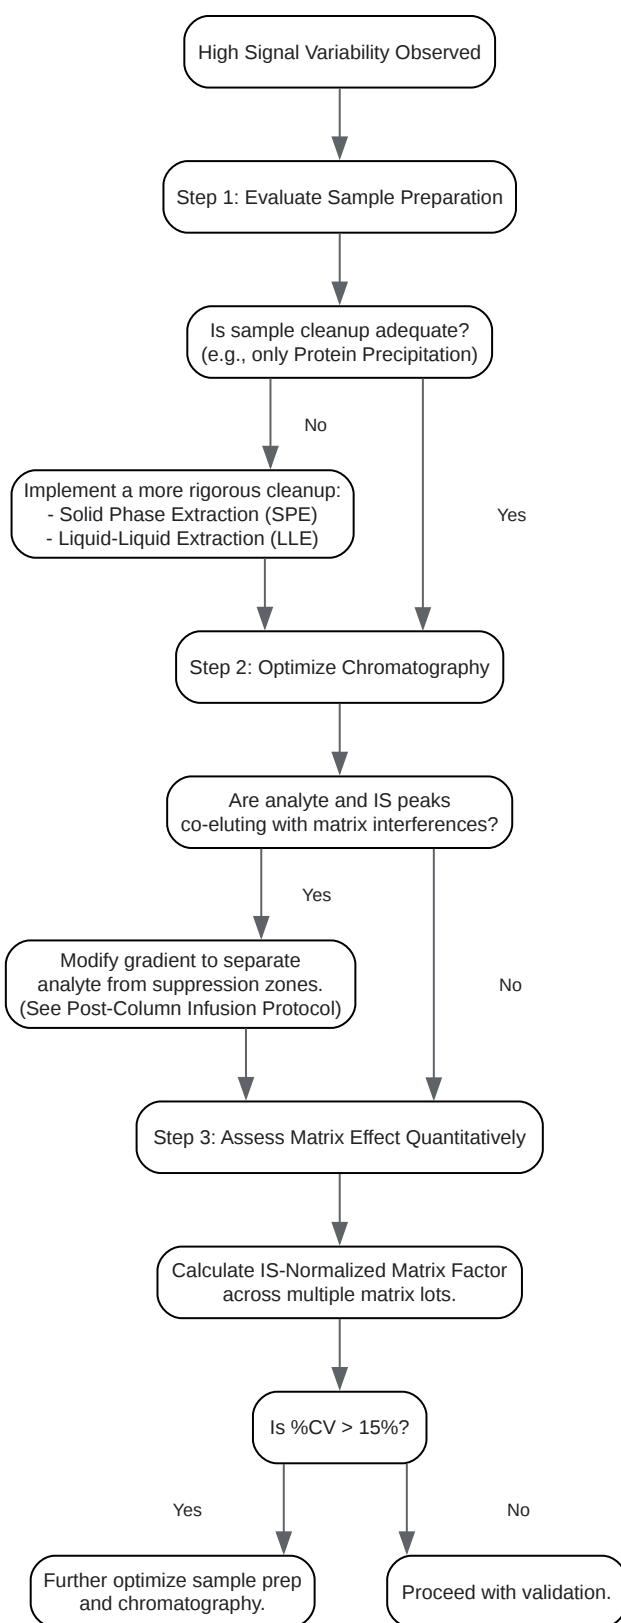 High Signal Variability Observed
Step 1: Evaluate Sample Preparation
Is sample cleanup adequate?
(e.g., only Protein Precipitation)
No
Implement a more rigorous cleanup:
- Solid Phase Extraction (SPE)
- Liquid-Liquid Extraction (LLE)
Yes
Step 2: Optimize Chromatography
Are analyte and IS peaks
co-eluting with matrix interferences?
Yes
Modify gradient to separate
analyte from suppression zones.
(See Post-Column Infusion Protocol)
No
Step 3: Assess Matrix Effect Quantitatively
Calculate IS-Normalized Matrix Factor
across multiple matrix lots.
Is %CV > 15%?
Yes
No
Further optimize sample prep
and chromatography.
Proceed with validation.